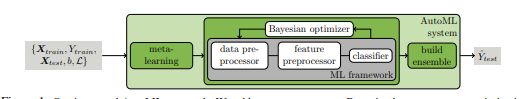 {X_train, Y_train,
X_test, b, L}
meta-
learning
Bayesian optimizer
data pre-
processor
feature
preprocessor
classifier
ML framework
AutoML
system
build
ensemble
Ŷ_test